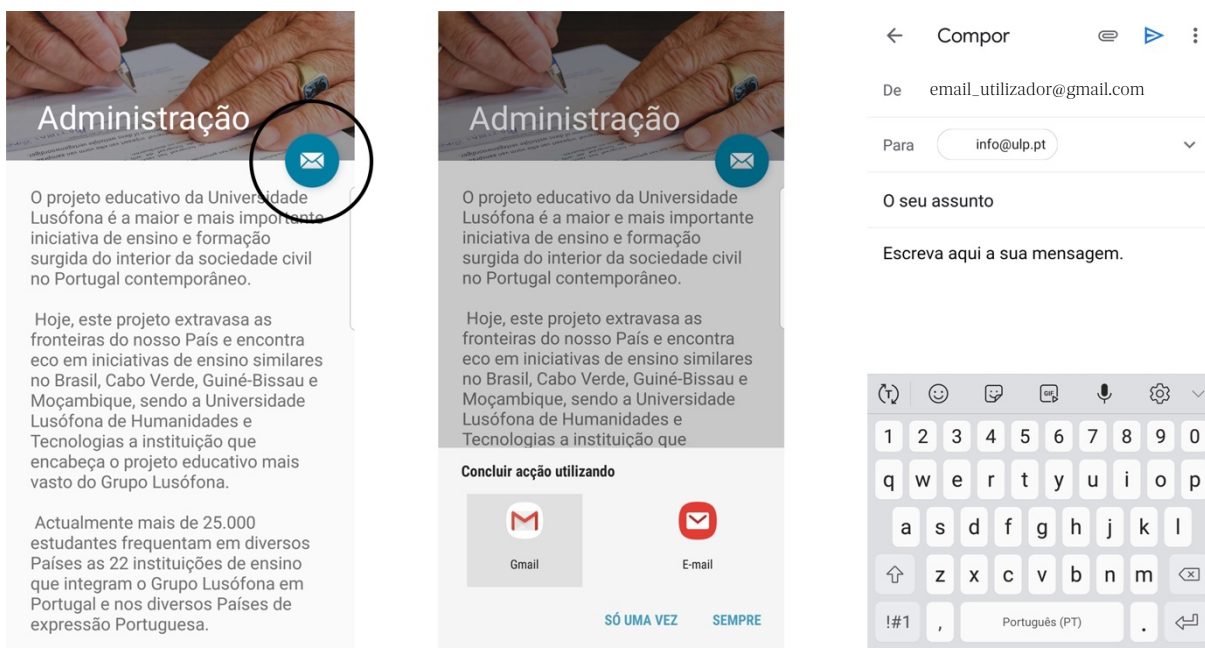 Administração
O projeto educativo da Universidade
Lusófona é a maior e mais importante
iniciativa de ensino e formação
surgida do interior da sociedade civil
no Portugal contemporâneo.
Hoje, este projeto extravasa as
fronteiras do nosso País e encontra
eco em iniciativas de ensino similares
no Brasil, Cabo Verde, Guiné-Bissau e
Moçambique, sendo a Universidade
Lusófona de Humanidades e
Tecnologias a instituição que
encabeça o projeto educativo mais
vasto do Grupo Lusófona.
Actualmente mais de 25.000
estudantes frequentam em diversos
Países as 22 instituições de ensino
que integram o Grupo Lusófona em
Portugal e nos diversos Países de
expressão Portuguesa.
Administração
O projeto educativo da Universidade
Lusófona é a maior e mais importante
iniciativa de ensino e formação
surgida do interior da sociedade civil
no Portugal contemporâneo.
Hoje, este projeto extravasa as
fronteiras do nosso País e encontra
eco em iniciativas de ensino similares
no Brasil, Cabo Verde, Guiné-Bissau e
Moçambique, sendo a Universidade
Lusófona de Humanidades e
Tecnologias a instituição que
Concluir acção utilizando
Gmail E-mail
SÓ UMA VEZ SEMPRE
Compor
De email_utilizador@gmail.com
Para info@ulp.pt
O seu assunto
Escreva aqui a sua mensagem.
T GIF
1 2 3 4 5 6 7 8 9 0
q w e r t y u i o p
a s d f g h j k l
z x c v b n m
!#1 , Português (PT) .